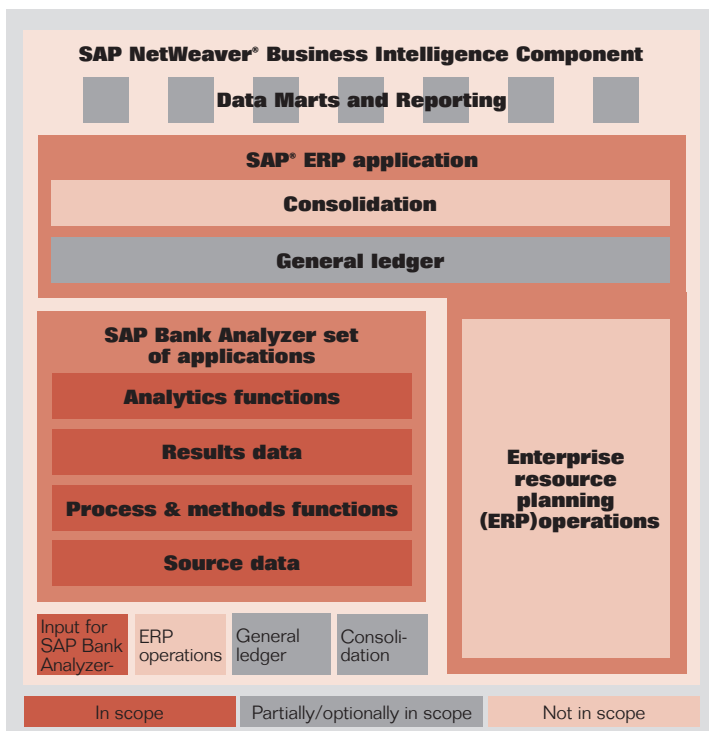 SAP NetWeaver® Business Intelligence Component
Data Marts and Reporting
SAP® ERP application
Consolidation
General ledger
SAP Bank Analyzer set
of applications
Analytics functions
Results data
Process & methods functions
Source data
Enterprise
resource
planning
(ERP)operations
Input for
SAP Bank
Analyzer-
ERP
operations
General
ledger
Consoli-
dation
In scope
Partially/optionally in scope
Not in scope